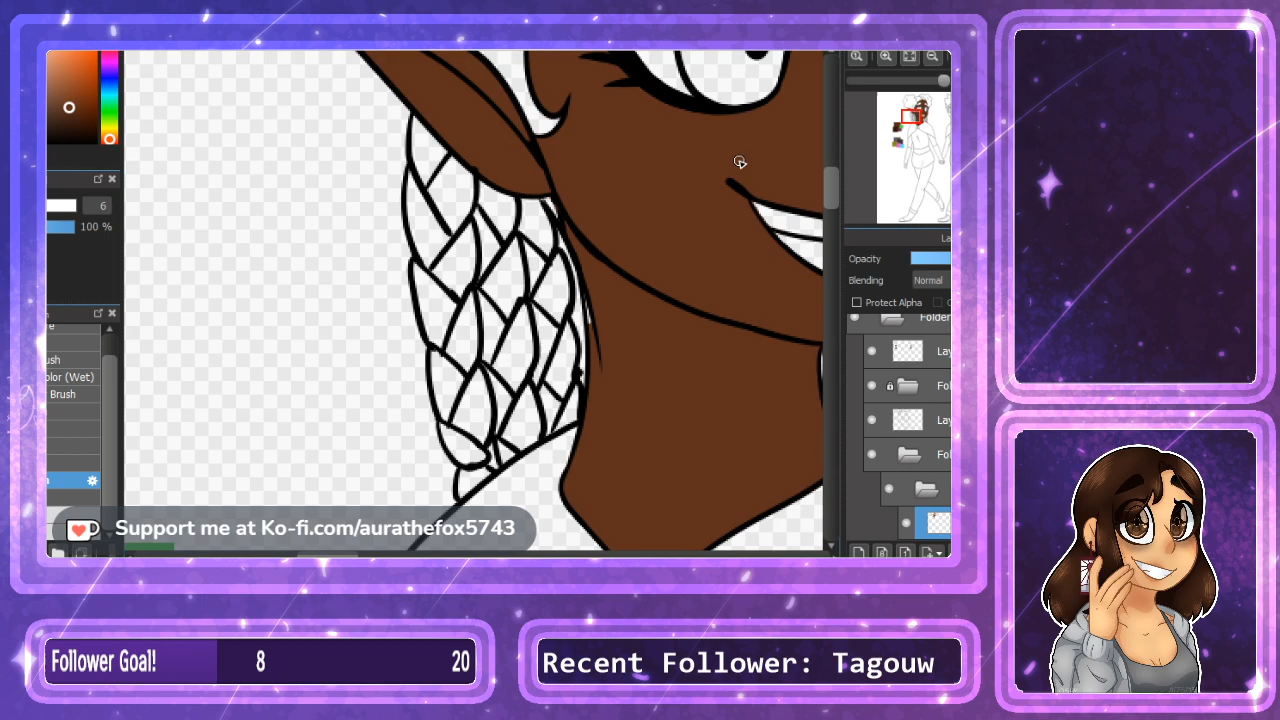 6
100 %
ush
olor (Wet)
Brush
La
Opacity
Blending
Normal
Protect Alpha
Folder
Lay
Fol
Lay
Fol
Support me at Ko-fi.com/aurathefox5743
Follower Goal!
8
20
Recent Follower: Tagouw